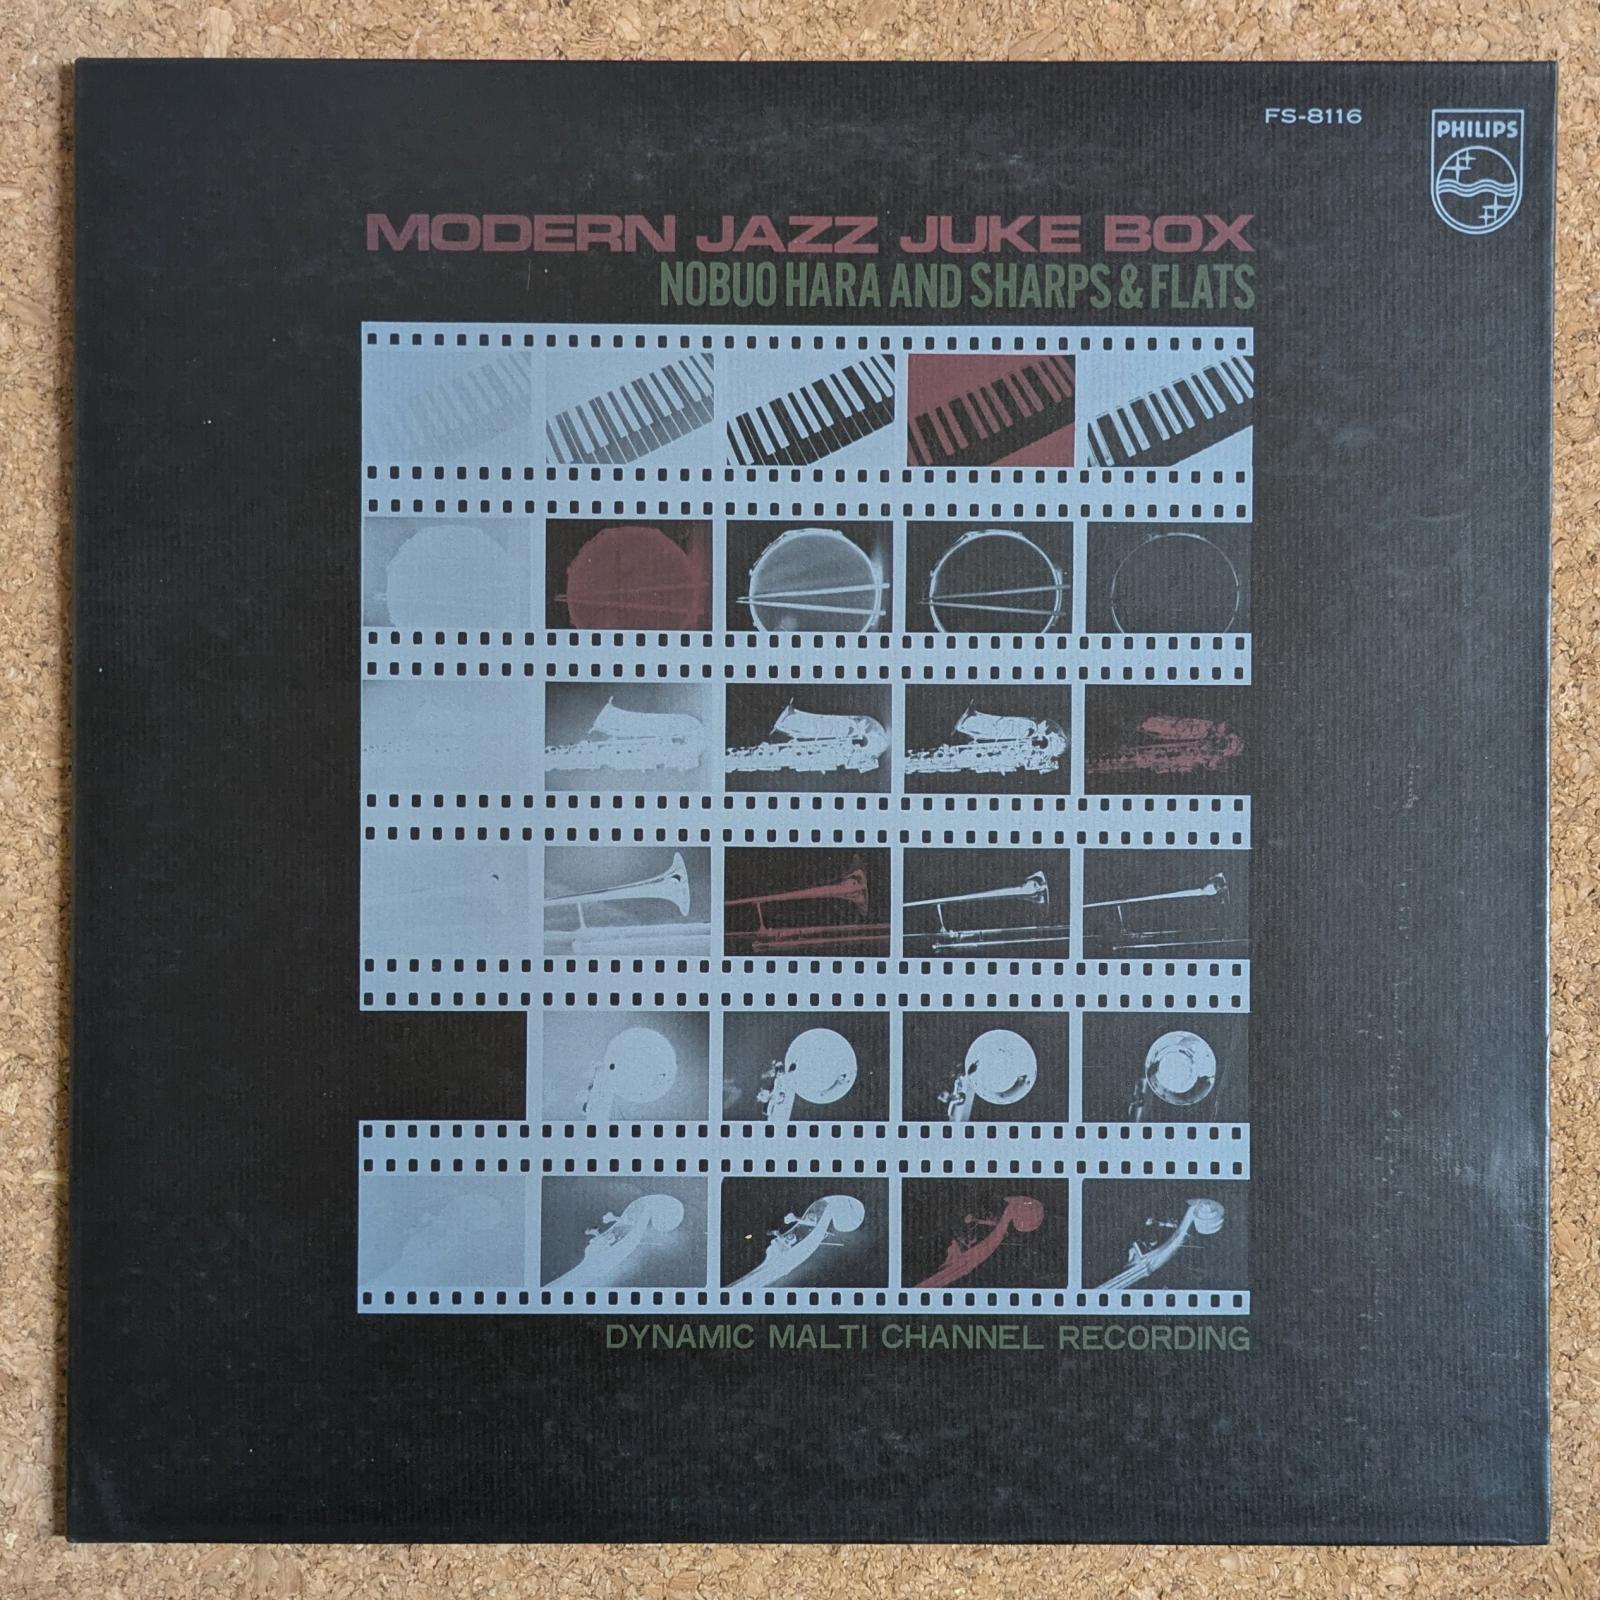 FS-8116
PHILIPS
MODERN JAZZ JUKE BOX
NOBUO HARA AND SHARPS & FLATS
DYNAMIC MALTI CHANNEL RECORDING